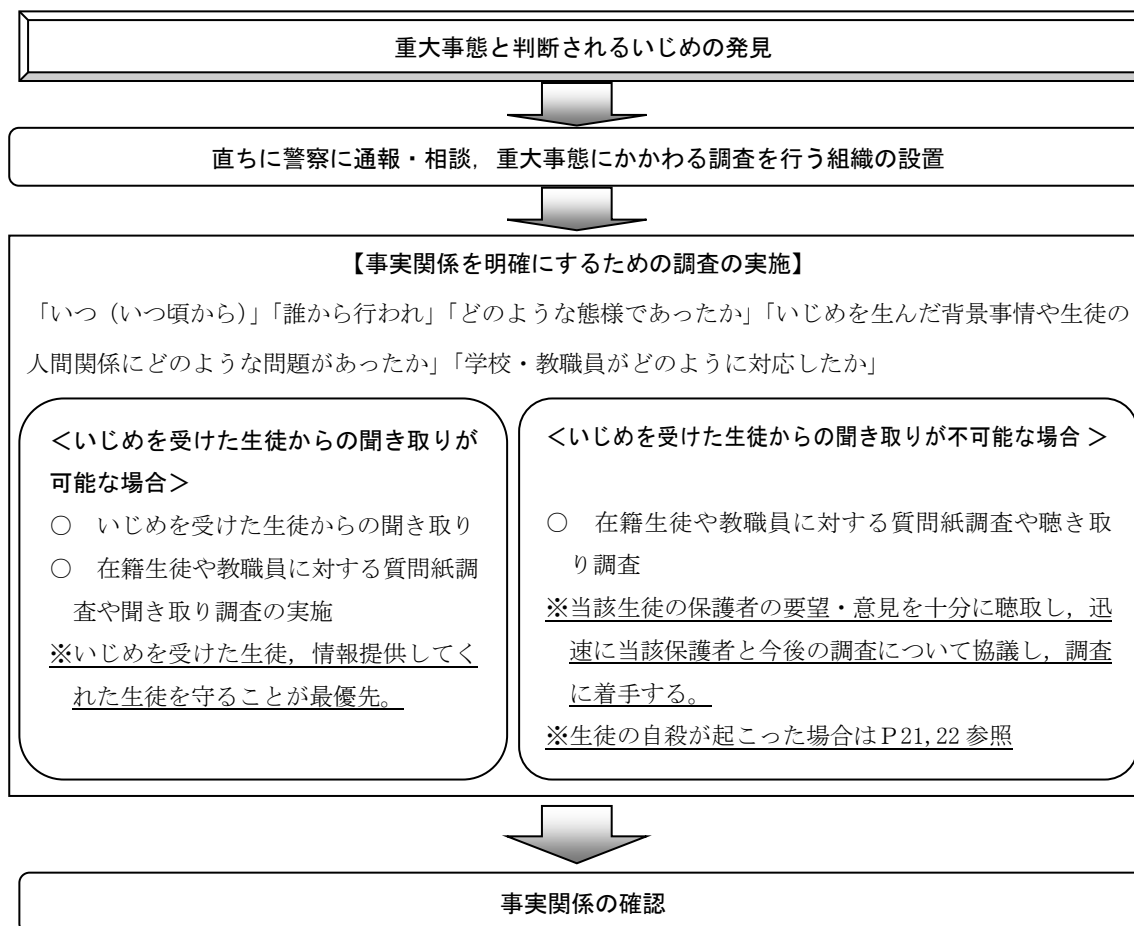 重大事態と判断されるいじめの発見
直ちに警察に通報・相談，重大事態にかかわる調査を行う組織の設置
【事実関係を明確にするための調査の実施】
「いつ（いつ頃から）」「誰から行われ」「どのような態様であったか」「いじめを生んだ背景事情や生徒の
人間関係にどのような問題があったか」「学校・教職員がどのように対応したか」
＜いじめを受けた生徒からの聞き取りが
可能な場合＞
○　いじめを受けた生徒からの聞き取り
○　在籍生徒や教職員に対する質問紙調
査や聞き取り調査の実施
※いじめを受けた生徒，情報提供してく
れた生徒を守ることが最優先。
＜いじめを受けた生徒からの聞き取りが不可能な場合 ＞
○　在籍生徒や教職員に対する質問紙調査や聴き取
り調査
※当該生徒の保護者の要望・意見を十分に聴取し，迅
速に当該保護者と今後の調査について協議し，調査
に着手する。
※生徒の自殺が起こった場合はＰ21, 22 参照
事実関係の確認